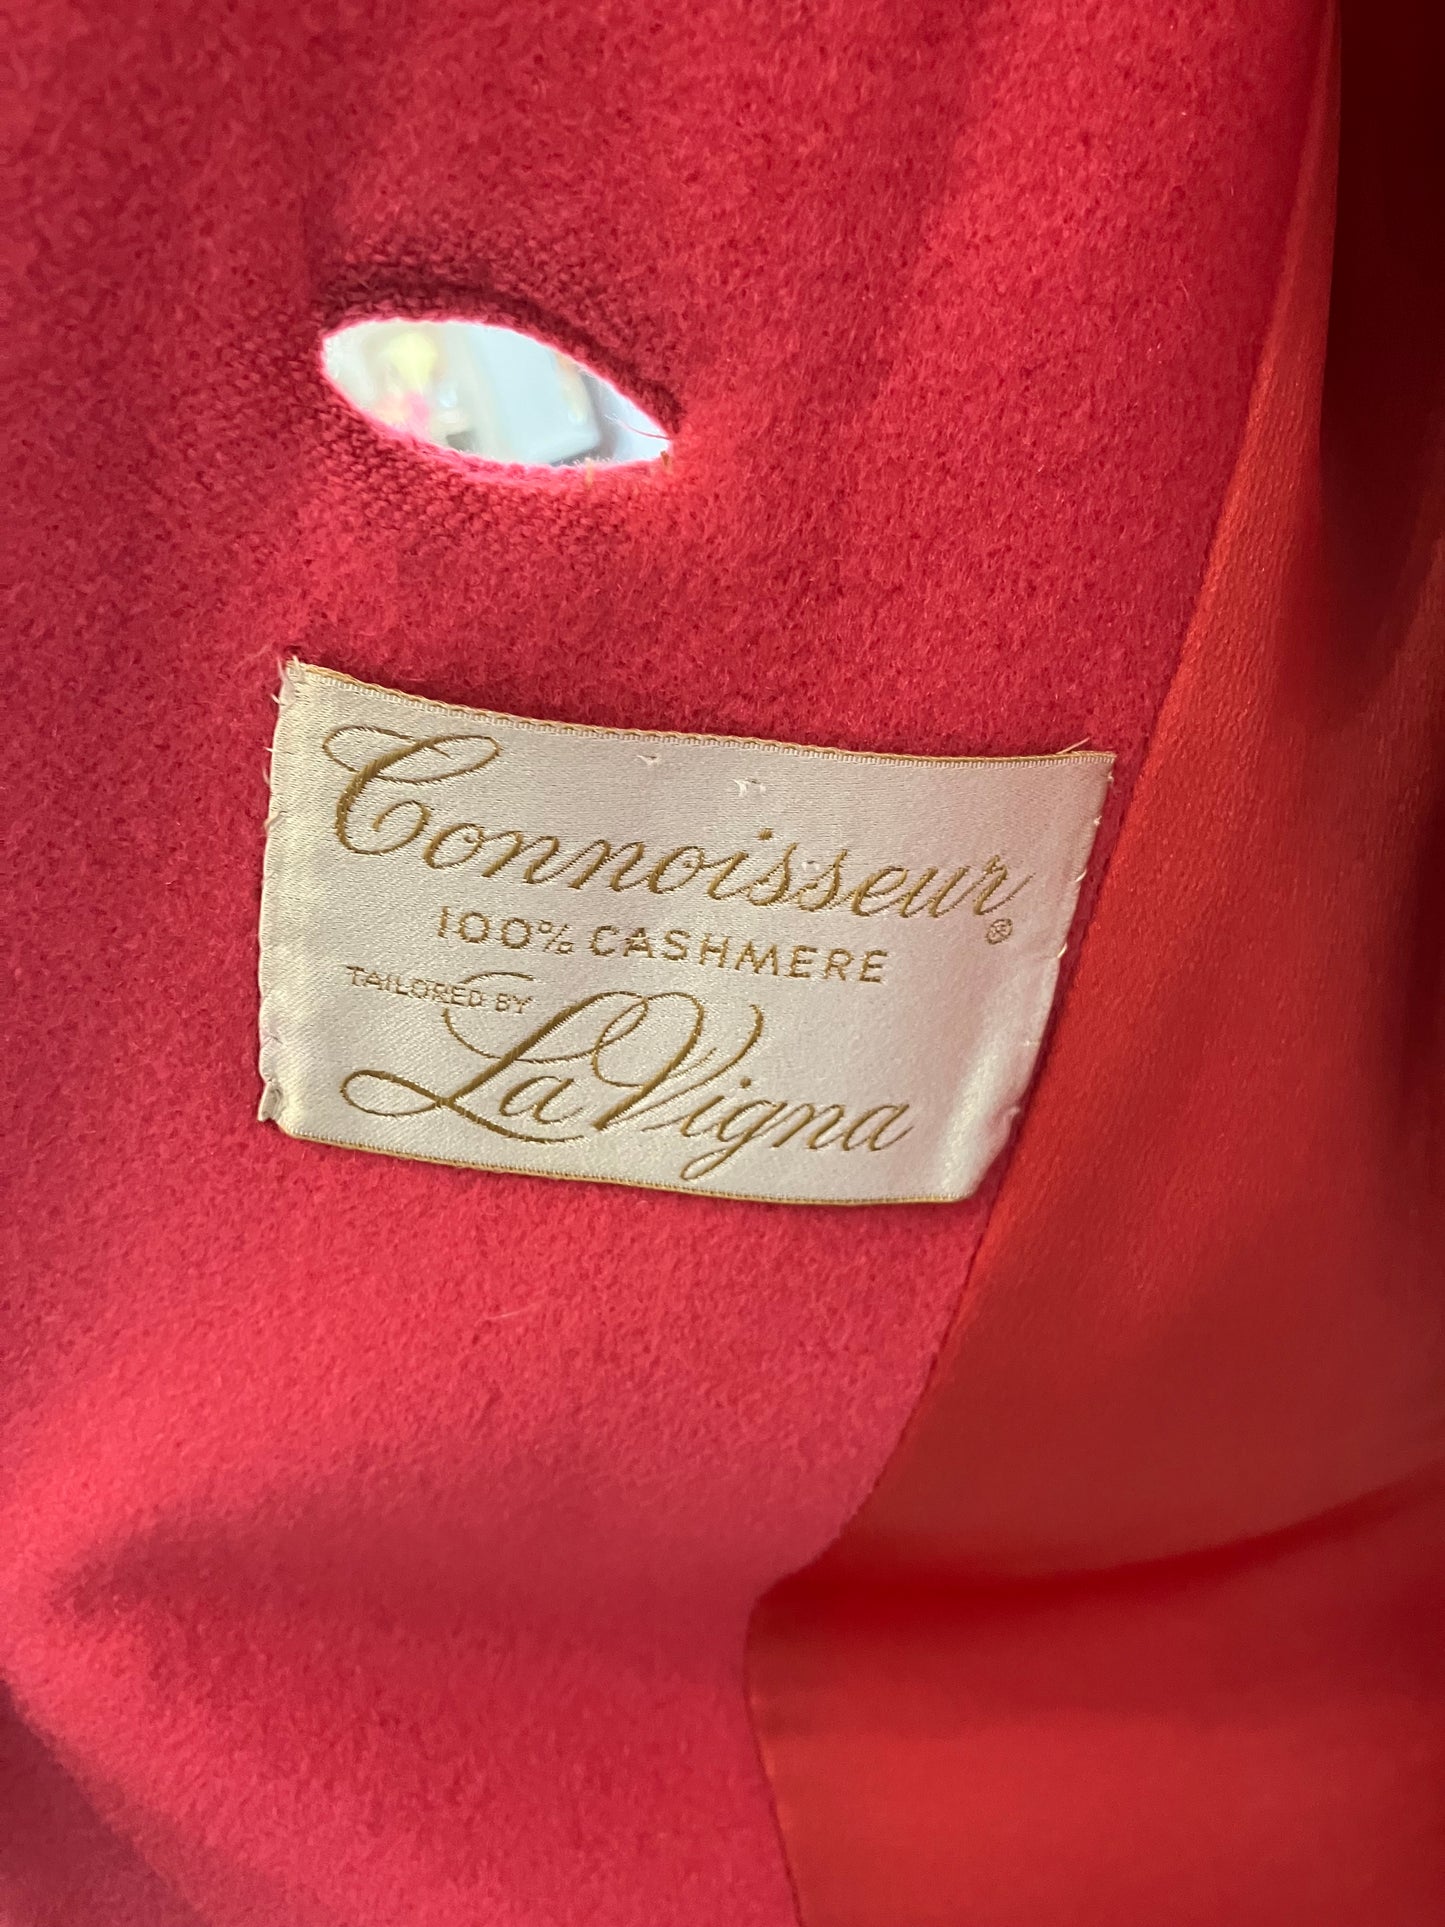 Connoisseur®
100% CASHMERE
TAILORED BY
La Vigna